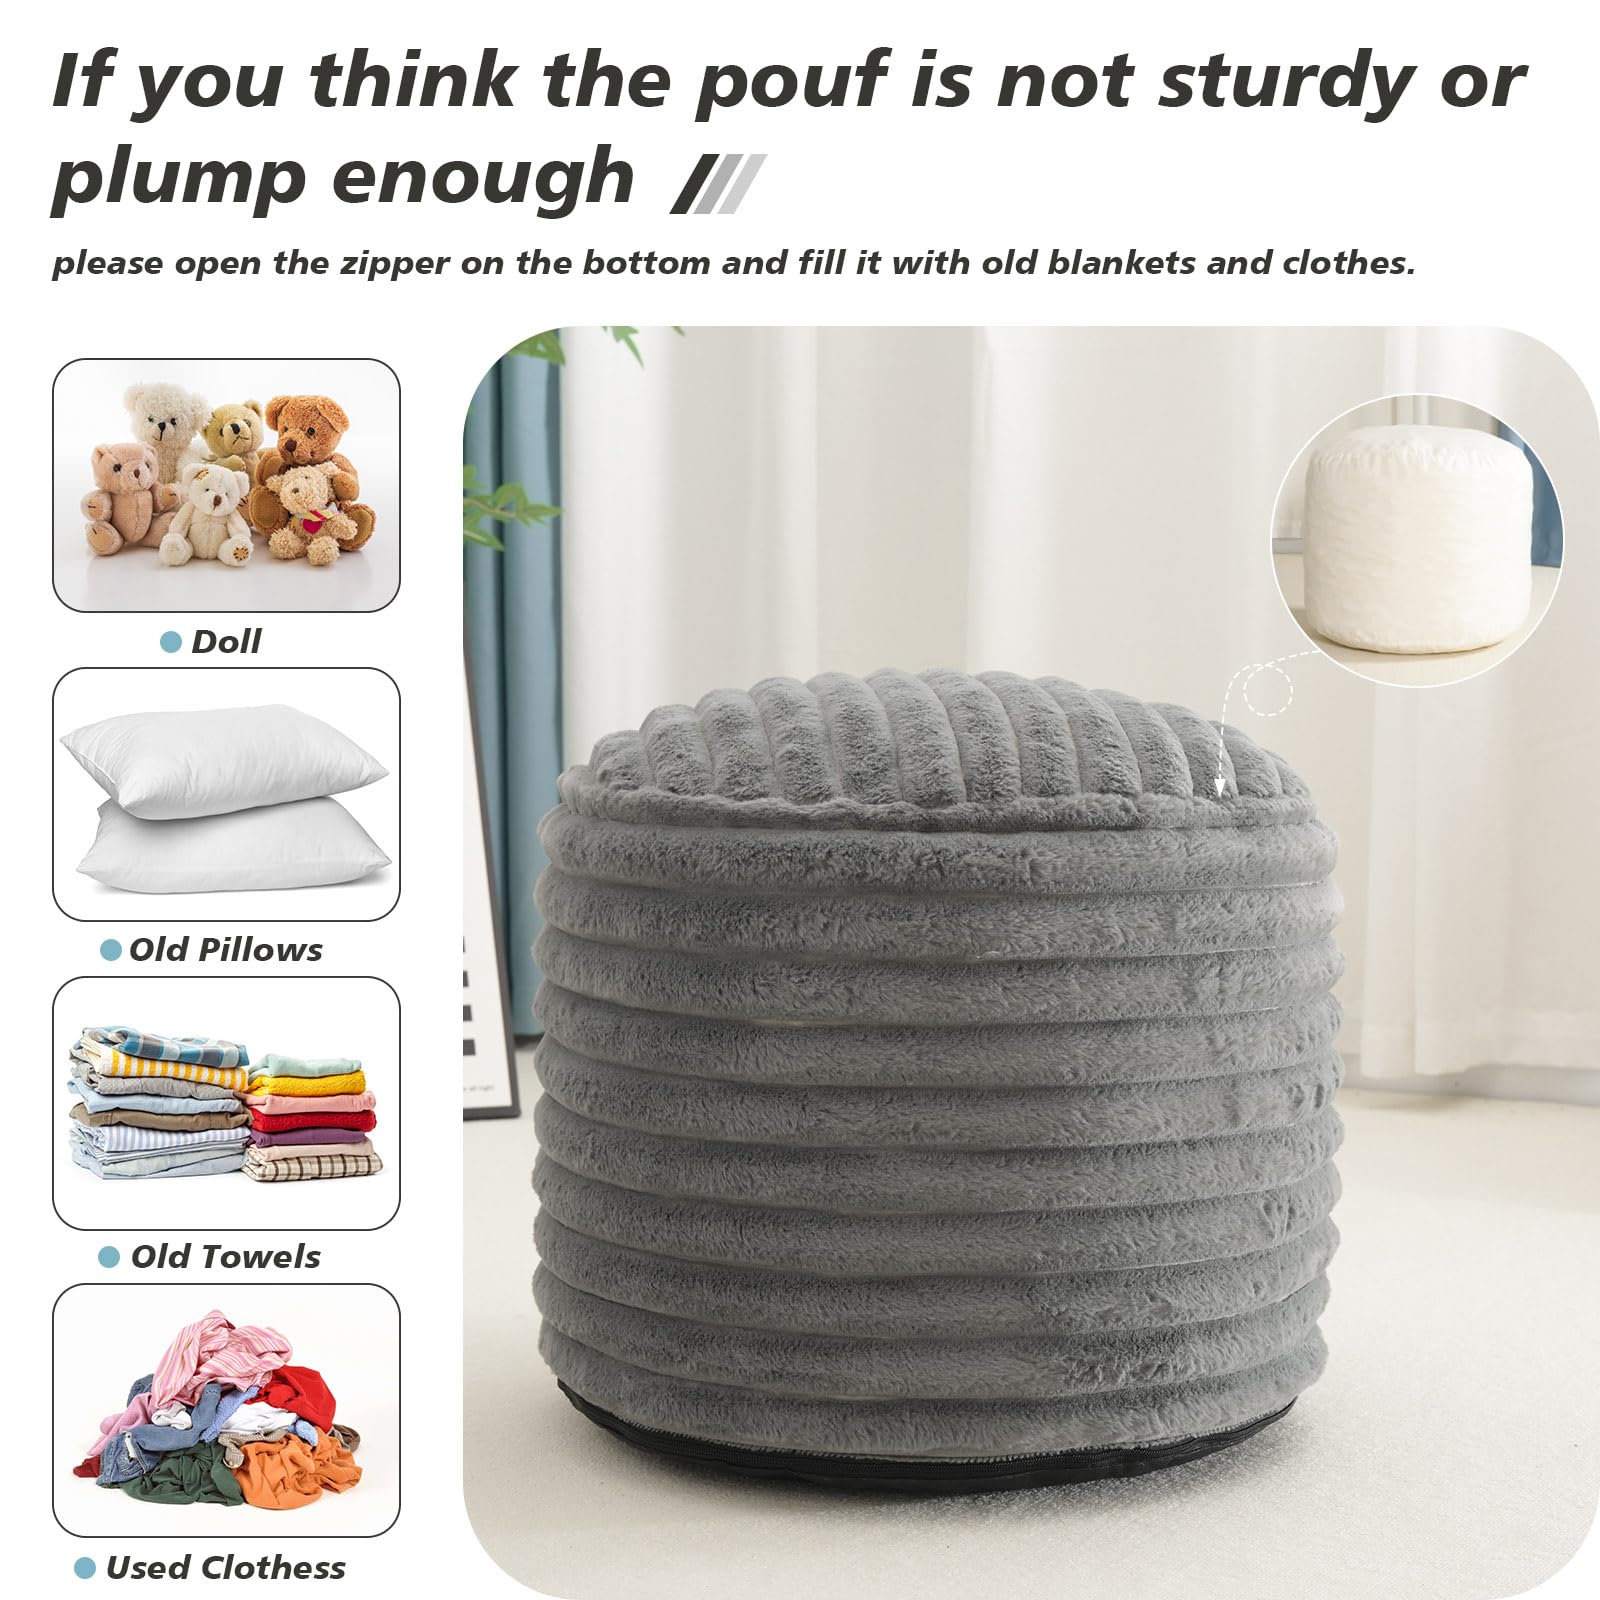 If you think the pouf is not sturdy or
plump enough
please open the zipper on the bottom and fill it with old blankets and clothes.
Doll
Old Pillows
Old Towels
Used Clothess